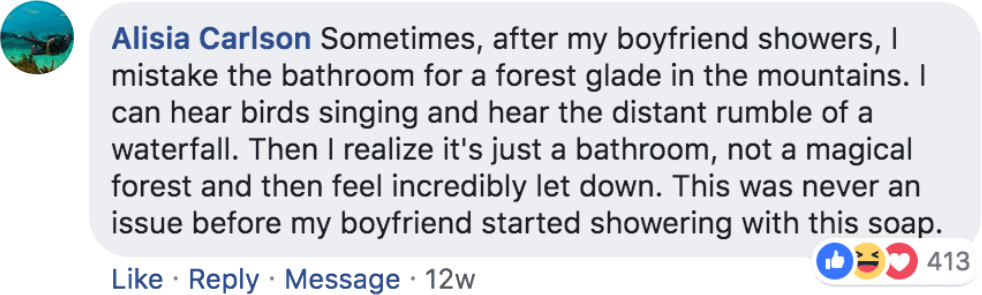 Alisia Carlson Sometimes, after my boyfriend showers, I
mistake the bathroom for a forest glade in the mountains. I
can hear birds singing and hear the distant rumble of a
waterfall. Then I realize it's just a bathroom, not a magical
forest and then feel incredibly let down. This was never an
issue before my boyfriend started showering with this soap.
413
Like · Reply · Message · 12w